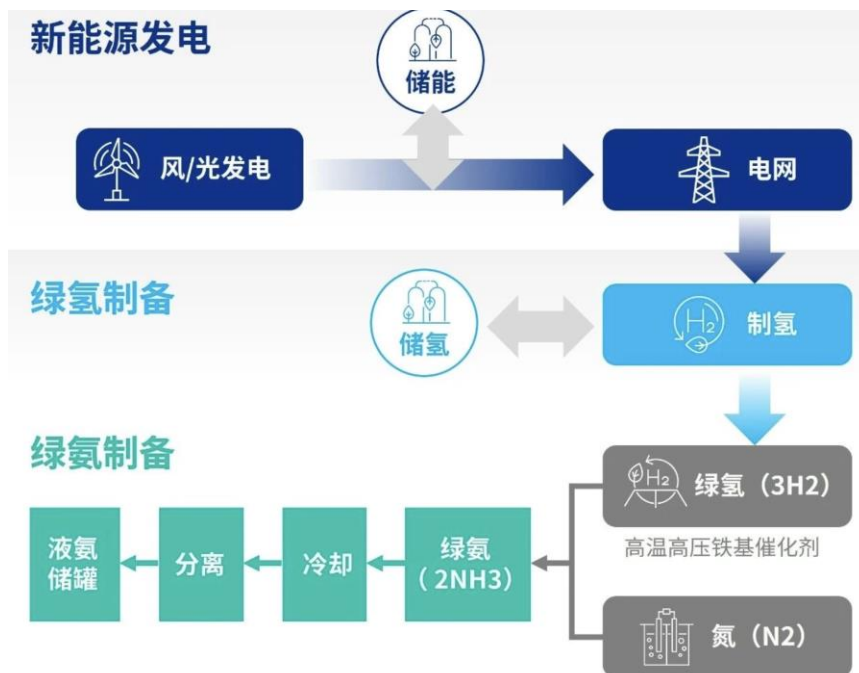 新能源发电
储能
风/光发电
电网
绿氢制备
储氢
H2
制氢
绿氨制备
H2
绿氢（3H2）
高温高压铁基催化剂
液氨
储罐
分离
冷却
绿氨
（2NH3）
氮（N2）